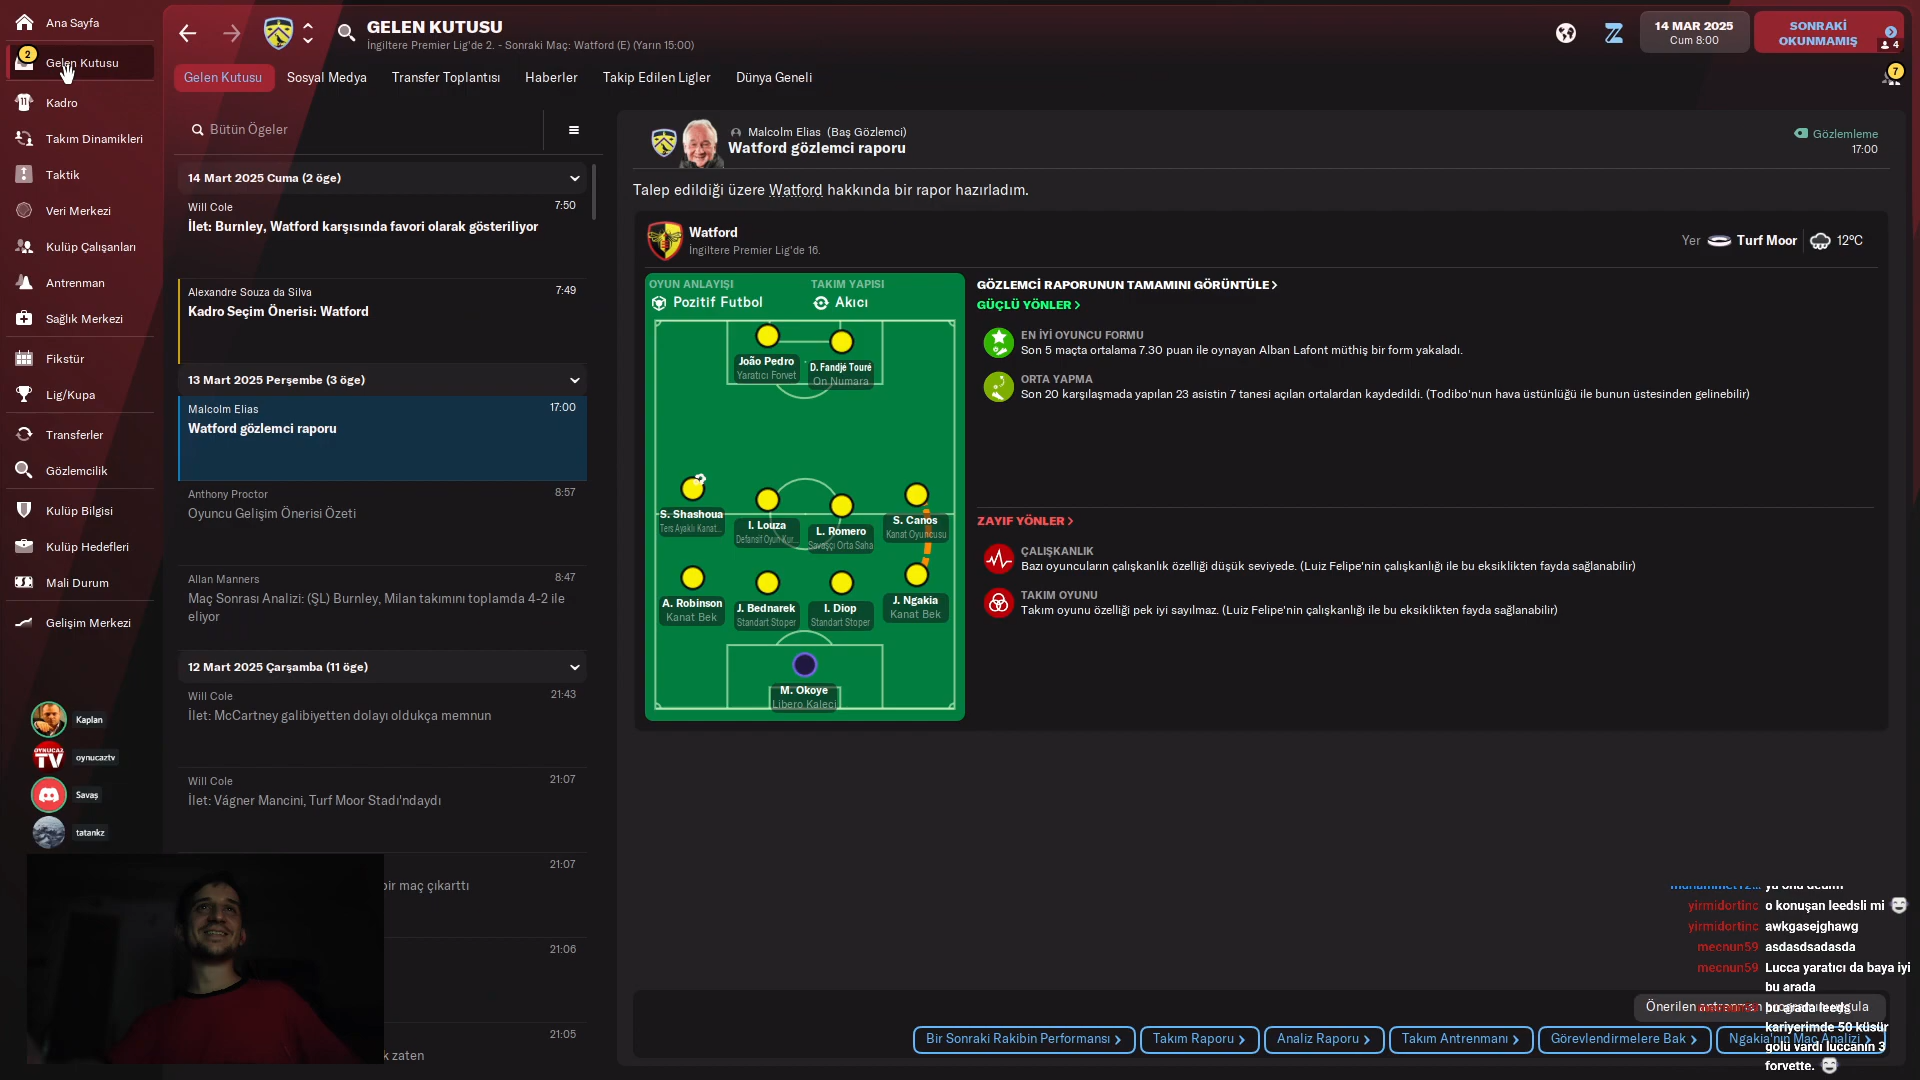 Ana Sayfa
2
Gelen Kutusu
Kadro
Takım Dinamikleri
Taktik
Veri Merkezi
Kulüp Çalışanları
Antrenman
Sağlık Merkezi
Fikstür
Lig/Kupa
Transferler
Gözlemcilik
Kulüp Bilgisi
Kulüp Hedefleri
Mali Durum
Gelişim Merkezi
Kaplan
OYNUCAZ TV
oynucaztv
Savaş
tatankz
GELEN KUTUSU
İngiltere Premier Lig'de 2. - Sonraki Maç: Watford (E) (Yarın 15:00)
14 MAR 2025
Cum 8:00
SONRAKİ
OKUNMAMIŞ
4
7
Gelen Kutusu
Sosyal Medya
Transfer Toplantısı
Haberler
Takip Edilen Ligler
Dünya Geneli
Bütün Ögeler
14 Mart 2025 Cuma (2 öge)
Will Cole
7:50
İlet: Burnley, Watford karşısında favori olarak gösteriliyor
Alexandre Souza da Silva
7:49
Kadro Seçim Önerisi: Watford
13 Mart 2025 Perşembe (3 öge)
Malcolm Elias
17:00
Watford gözlemci raporu
Anthony Proctor
8:57
Oyuncu Gelişim Önerisi Özeti
Allan Manners
8:47
Maç Sonrası Analizi: (ŞL) Burnley, Milan takımını toplamda 4-2 ile
eliyor
12 Mart 2025 Çarşamba (11 öge)
Will Cole
21:43
İlet: McCartney galibiyetten dolayı oldukça memnun
Will Cole
21:07
İlet: Vágner Mancini, Turf Moor Stadı'ndaydı
21:07
bir maç çıkarttı
21:06
21:05
k zaten
Malcolm Elias (Baş Gözlemci)
Watford gözlemci raporu
Gözlemleme
17:00
Talep edildiği üzere Watford hakkında bir rapor hazırladım.
Watford
İngiltere Premier Lig'de 16.
Yer
Turf Moor
12ºC
OYUN ANLAYIŞI
Pozitif Futbol
TAKIM YAPISI
Akıcı
João Pedro
Yaratıcı Forvet
D. Fandjé Touré
On Numara
S. Shashoua
Ters Ayaklı Kanat...
I. Louza
Defansif Oyun Kur...
L. Romero
Savaşçı Orta Saha
S. Canos
Kanat Oyuncusu
A. Robinson
Kanat Bek
J. Bednarek
Standart Stoper
I. Diop
Standart Stoper
J. Ngakia
Kanat Bek
M. Okoye
Libero Kaleci
GÖZLEMCİ RAPORUNUN TAMAMINI GÖRÜNTÜLE
GÜÇLÜ YÖNLER
EN İYİ OYUNCU FORMU
Son 5 maçta ortalama 7.30 puan ile oynayan Alban Lafont müthiş bir form yakaladı.
ORTA YAPMA
Son 20 karşılaşmada yapılan 23 asistin 7 tanesi açılan ortalardan kaydedildi. (Todibo'nun hava üstünlüğü ile bunun üstesinden gelinebilir)
ZAYIF YÖNLER
ÇALIŞKANLIK
Bazı oyuncuların çalışkanlık özelliği düşük seviyede. (Luiz Felipe'nin çalışkanlığı ile bu eksiklikten fayda sağlanabilir)
TAKIM OYUNU
Takım oyunu özelliği pek iyi sayılmaz. (Luiz Felipe'nin çalışkanlığı ile bu eksiklikten fayda sağlanabilir)
yirmidortinc o konuşan leedsli mi
yirmidortinc awkgasejghawg
mecnun59 asdasdsadasda
mecnun59 Lucca yaratıcı da baya iyi
bu arada
bu arada leeds
kariyerimde 50 küsür
golü vardı luccanın 3
forvette.
Önerilen antrenman
Bir Sonraki Rakibin Performansı
Takım Raporu
Analiz Raporu
Takım Antrenmanı
Görevlendirmelere Bak
Ngakia'nın Maç Analizi